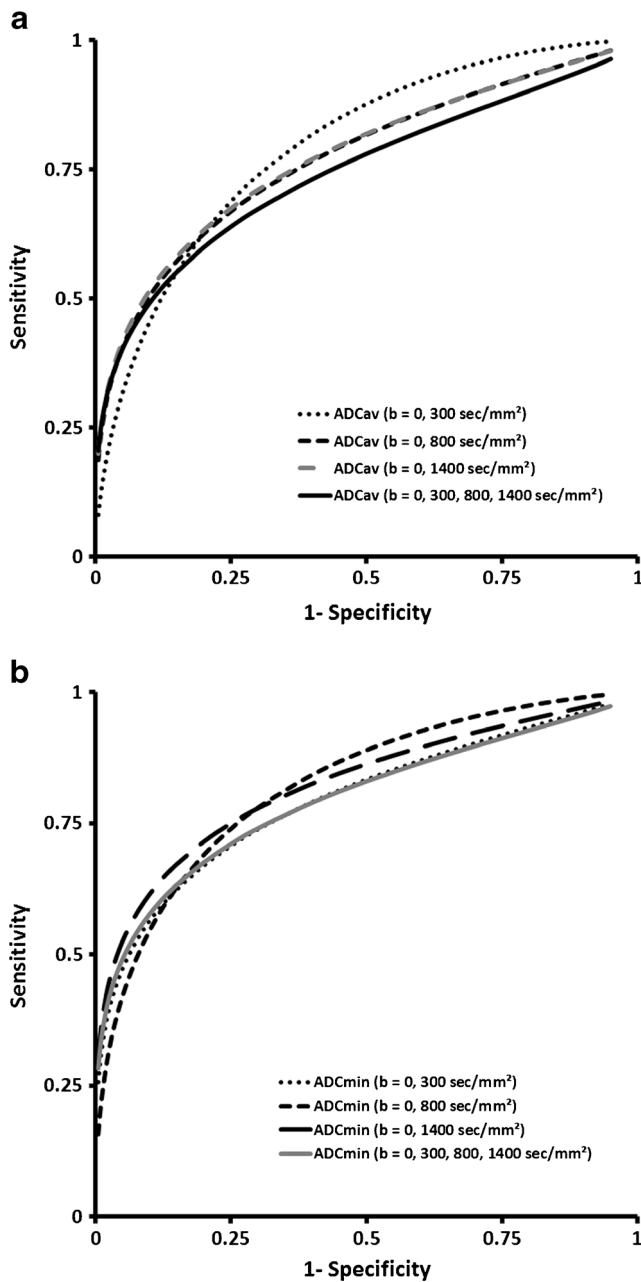 a
1
0.75
0.5
0.25
0
Sensitivity
ADCav (b = 0, 300 sec/mm²)
ADCav (b = 0, 800 sec/mm²)
ADCav (b = 0, 1400 sec/mm²)
ADCav (b = 0, 300, 800, 1400 sec/mm²)
0 0.25 0.5 0.75 1
1- Specificity
b
1
0.75
0.5
0.25
0
Sensitivity
ADCmin (b = 0, 300 sec/mm²)
ADCmin (b = 0, 800 sec/mm²)
ADCmin (b = 0, 1400 sec/mm²)
ADCmin (b = 0, 300, 800, 1400 sec/mm²)
0 0.25 0.5 0.75 1
1- Specificity